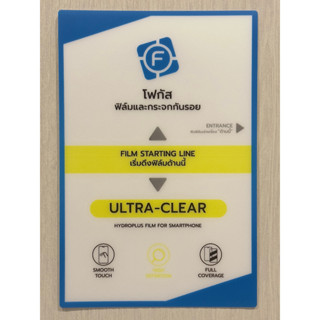 F
โฟกัส
ฟิล์มและกระจกกันรอย
ENTRANCE
FILM STARTING LINE
เริ่มดึงฟิล์มด้านนี้
ULTRA-CLEAR
HYDROPLUS FILM FOR SMARTPHONE
SMOOTH
TOUCH
FULL
COVERAGE